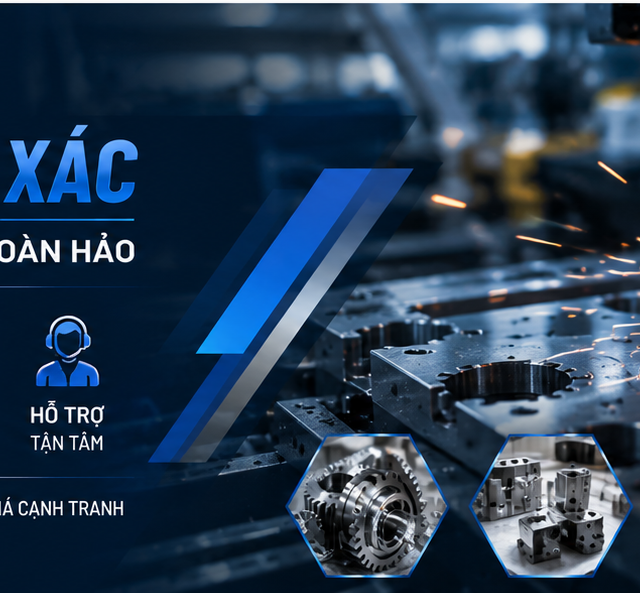 XÁC
OÀN HẢO
HỖ TRỢ
TẬN TÂM
IÁ CẠNH TRANH